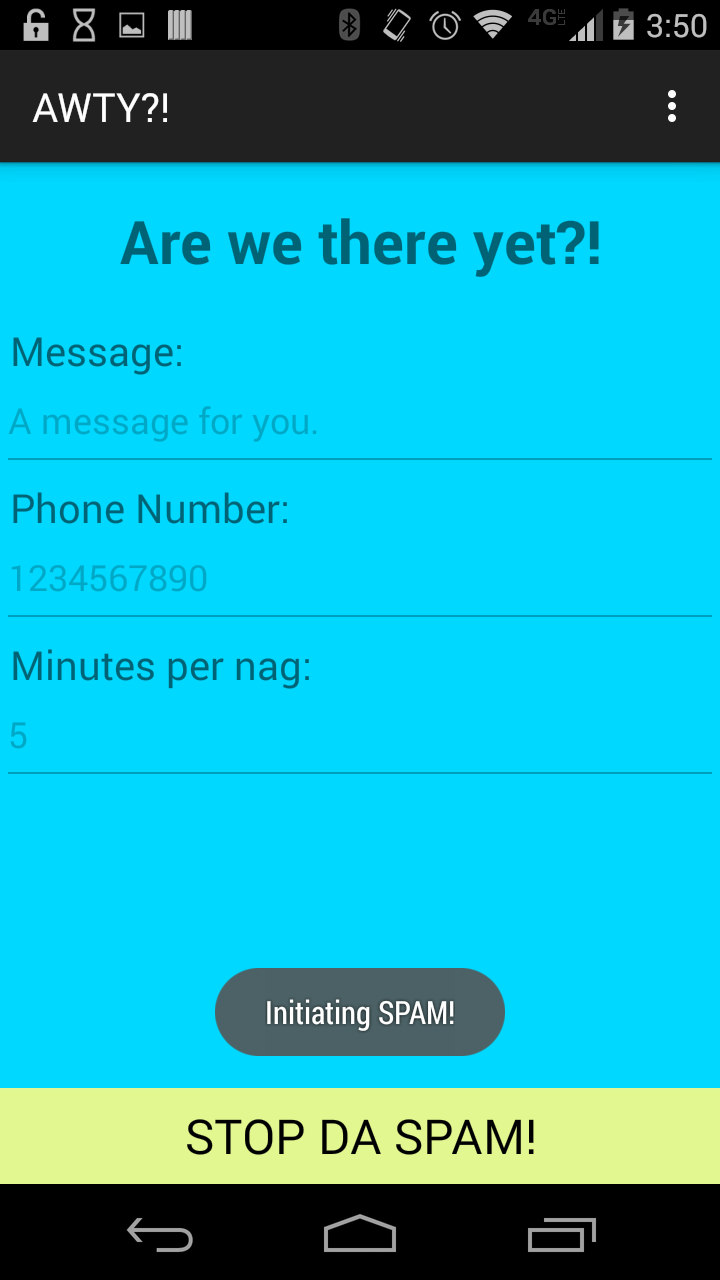 4G LTE 3:50
AWTY?!
Are we there yet?!
Message:
A message for you.
Phone Number:
1234567890
Minutes per nag:
5
Initiating SPAM!
STOP DA SPAM!